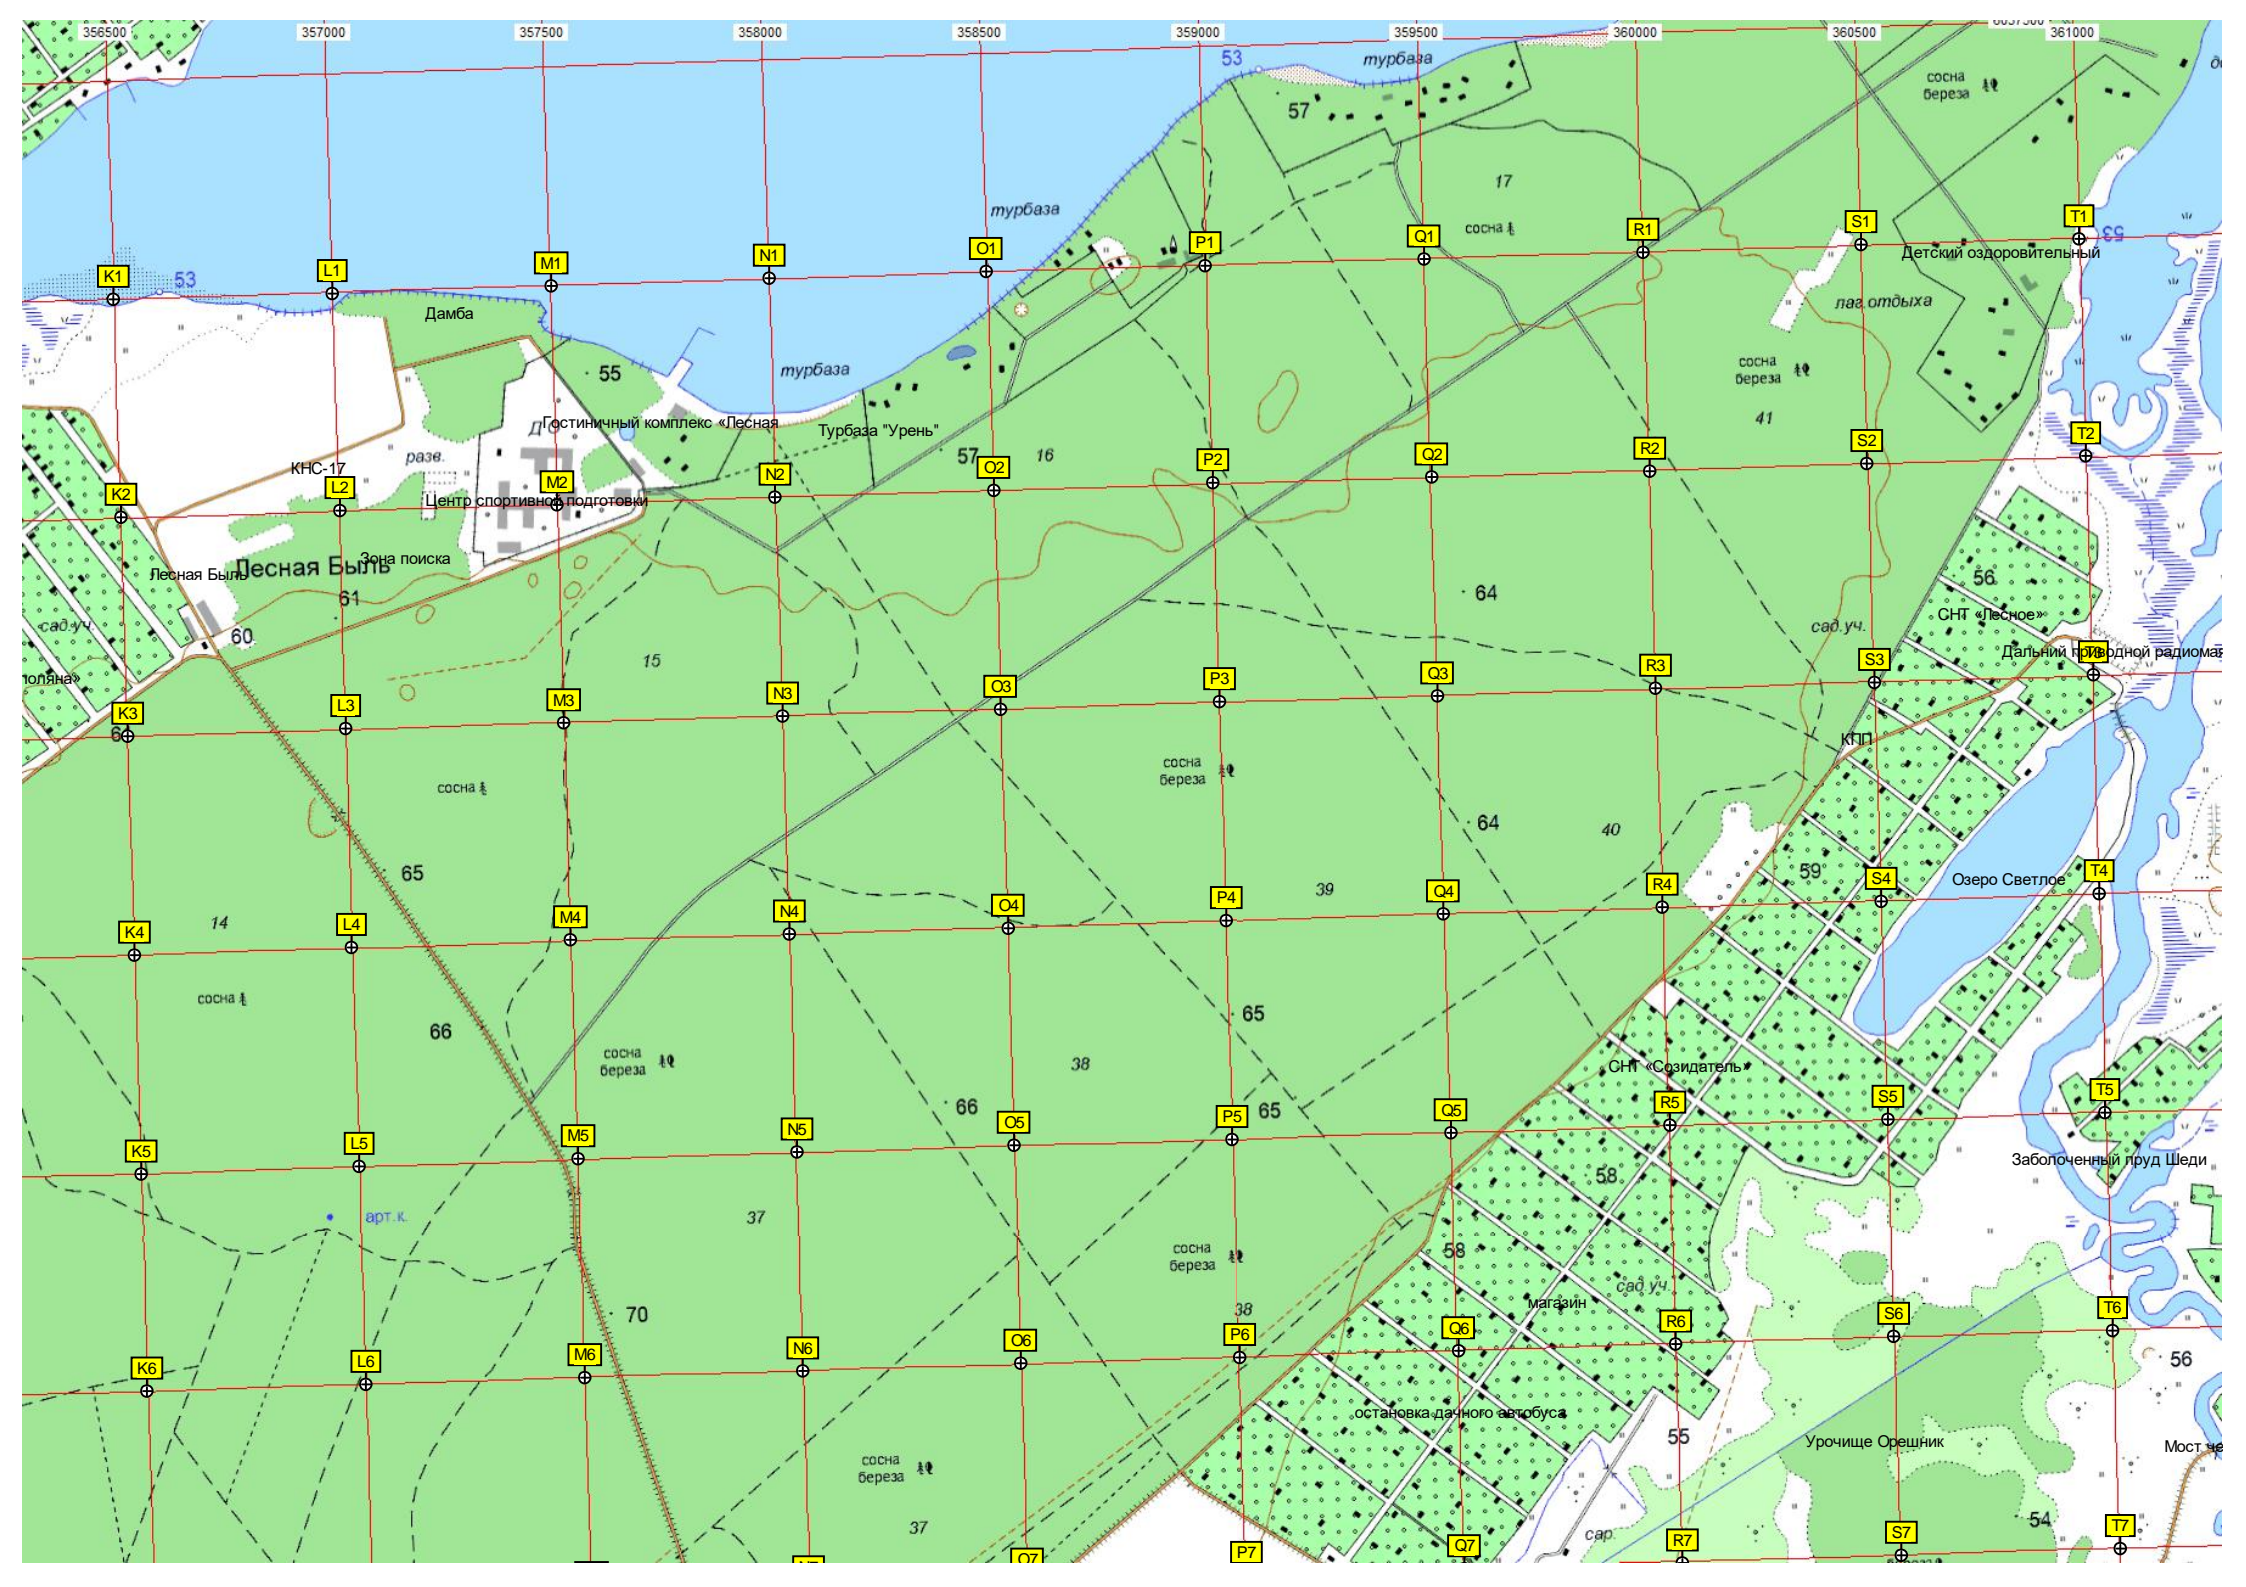 356500 357000 357500 358000 358500 359000 359500 360000 360500 361000
53 турбаза
сосна
береза
57
17
турбаза
сосна
K1 L1 M1 N1 O1 P1 Q1 R1 S1 T1
53
53
Детский оздоровительный
лаг.отдыха
Дамба
55
турбаза
сосна
береза
41
Гостиничный комплекс «Лесная
Турбаза "Урень"
разв.
57
16
КНС-17
K2 L2 M2 N2 O2 P2 Q2 R2 S2 T2
Центр спортивной подготовки
Зона поиска
Лесная Быль
Лесная Быль
61
64
56
СНТ «Лесное»
сад.уч.
сад.уч.
60
15
Дальний приводной радиомая
поляна»
K3 L3 M3 N3 O3 P3 Q3 R3 S3 T3
КПП
сосна
береза
сосна
64
40
65
59
39
Озеро Светлое
14
K4 L4 M4 N4 O4 P4 Q4 R4 S4 T4
сосна
66
65
сосна
береза
38
СНТ «Созидатель»
66
65
K5 L5 M5 N5 O5 P5 Q5 R5 S5 T5
Заболоченный пруд Шеди
58
арт.к.
37
сосна
береза
58
сад.уч.
магазин
70
38
K6 L6 M6 N6 O6 P6 Q6 R6 S6 T6
56
остановка дачного автобуса
55
Урочище Орешник
Мост че
сосна
береза
37
54
сар.
O7 P7 Q7 R7 S7 T7